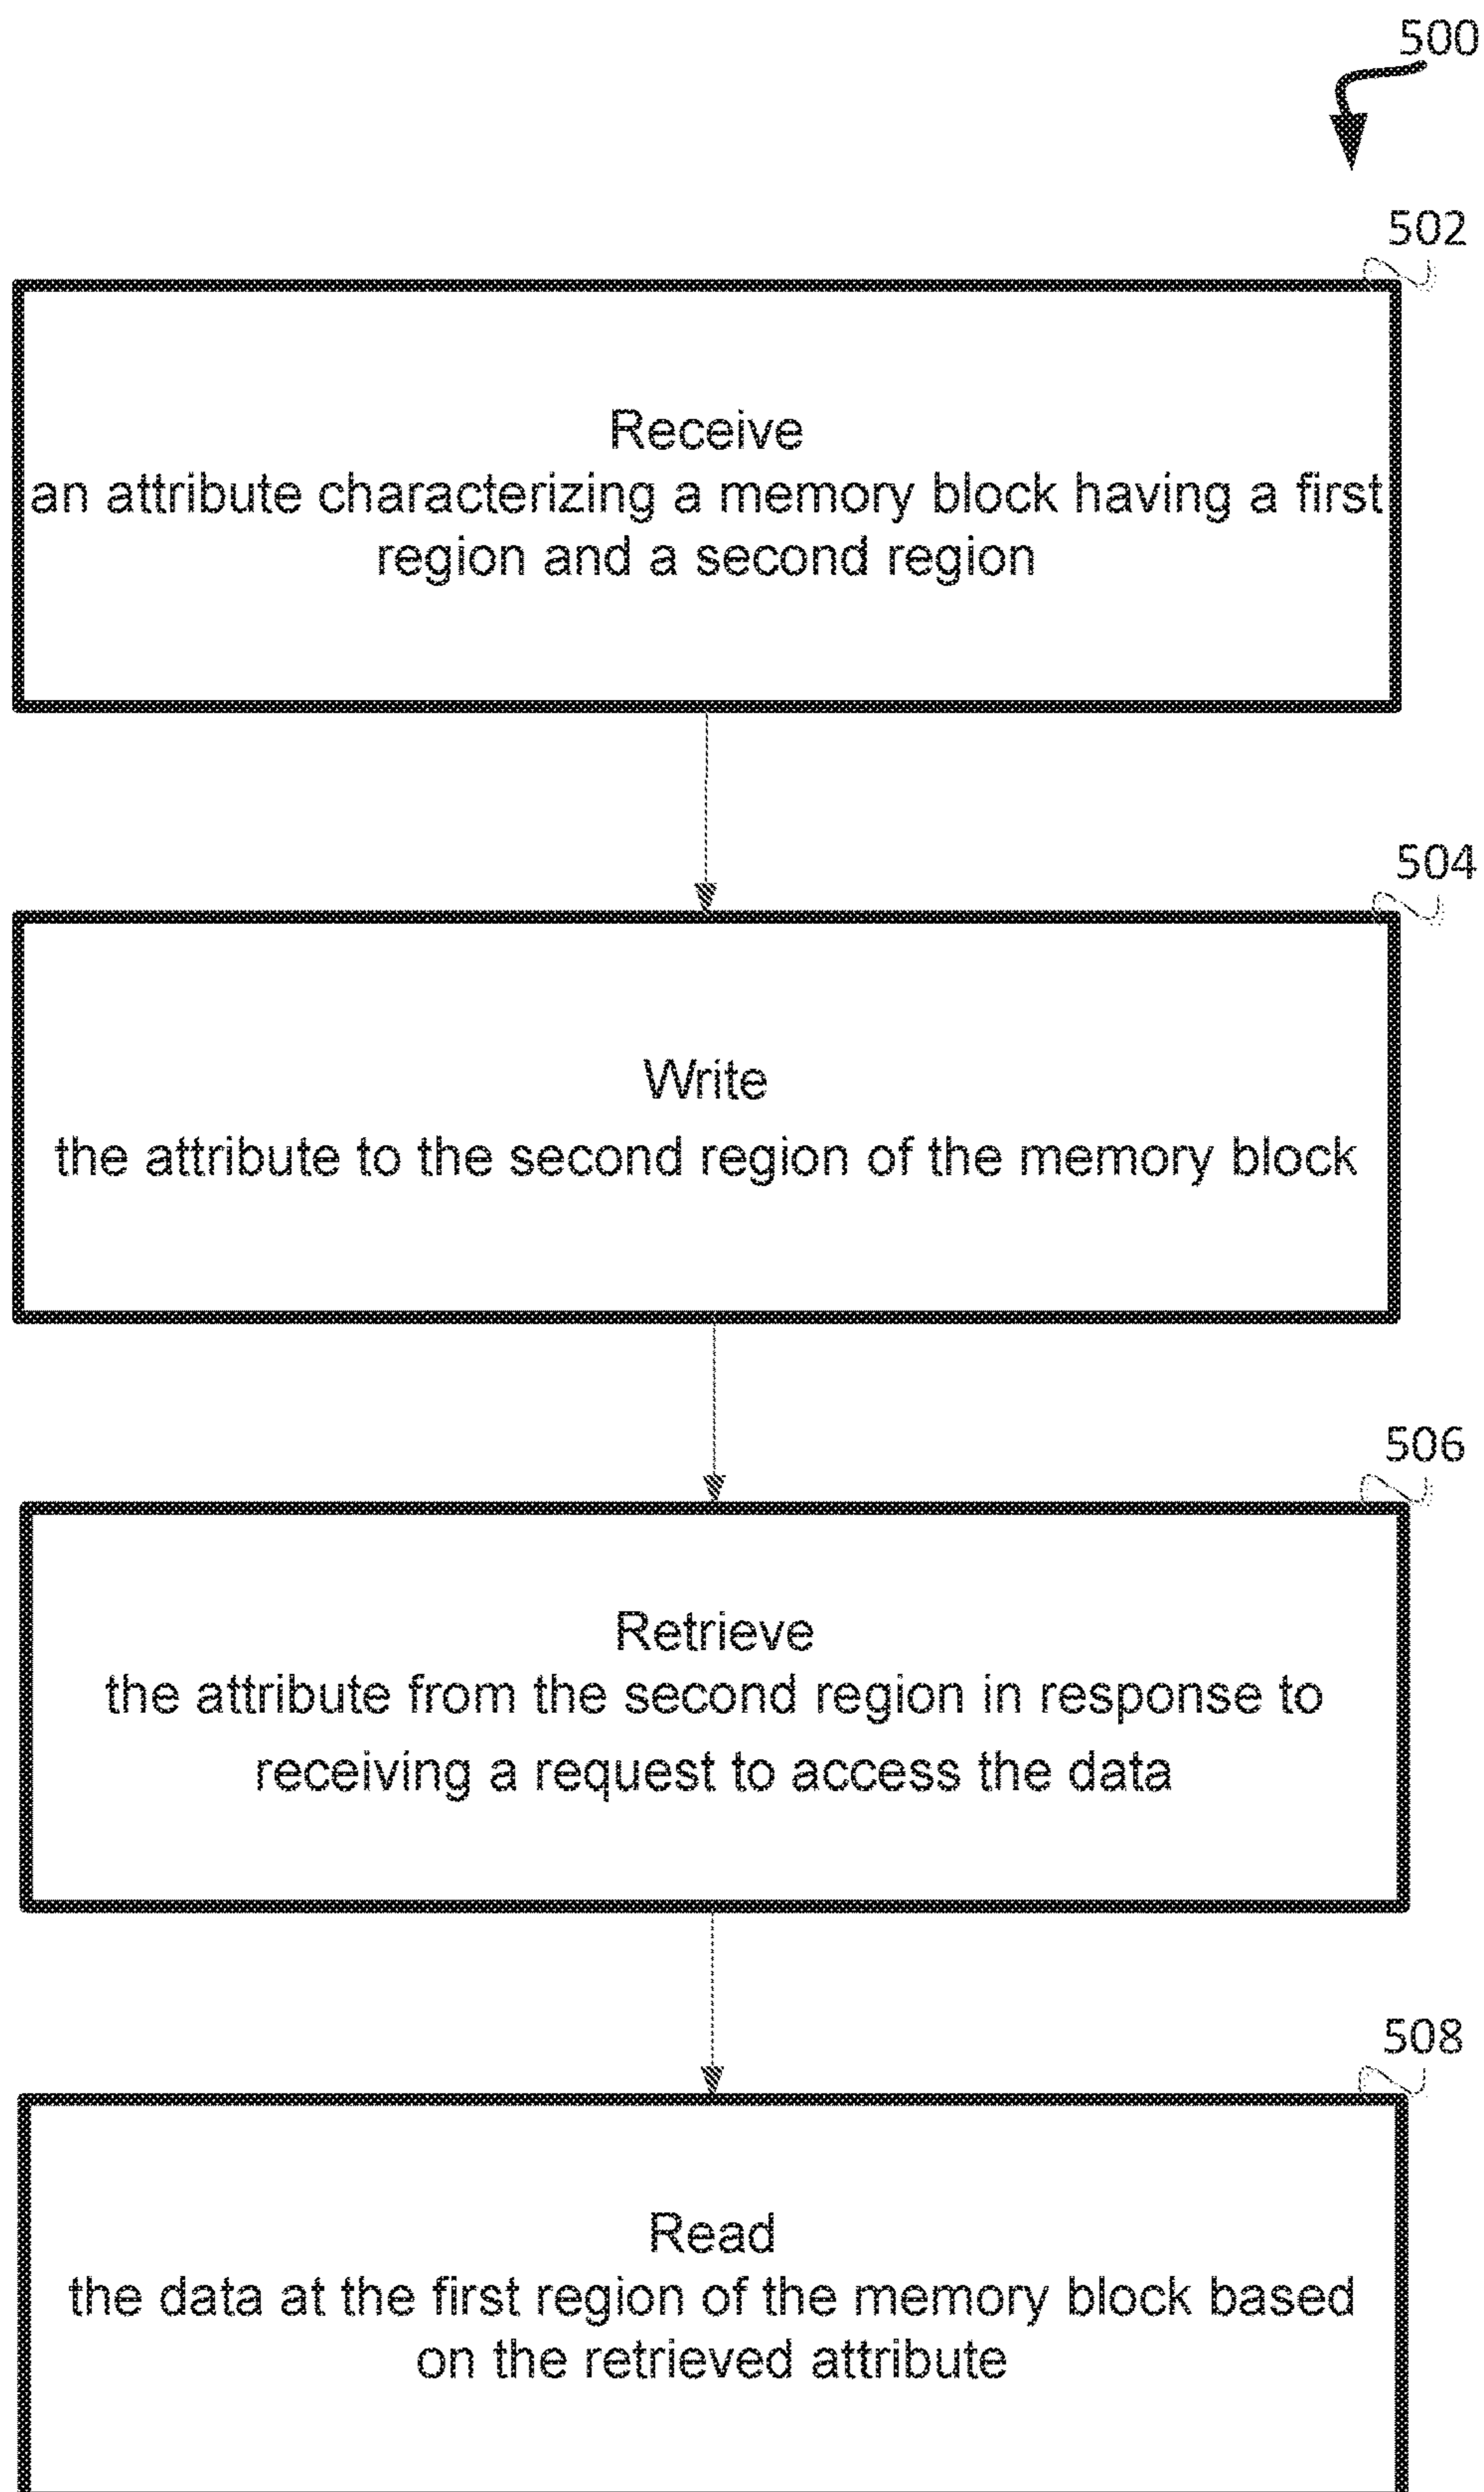 500
502
Receive
an attribute characterizing a memory block having a first
region and a second region
504
Write
the attribute to the second region of the memory block
506
Retrieve
the attribute from the second region in response to
receiving a request to access the data
508
Read
the data at the first region of the memory block based
on the retrieved attribute